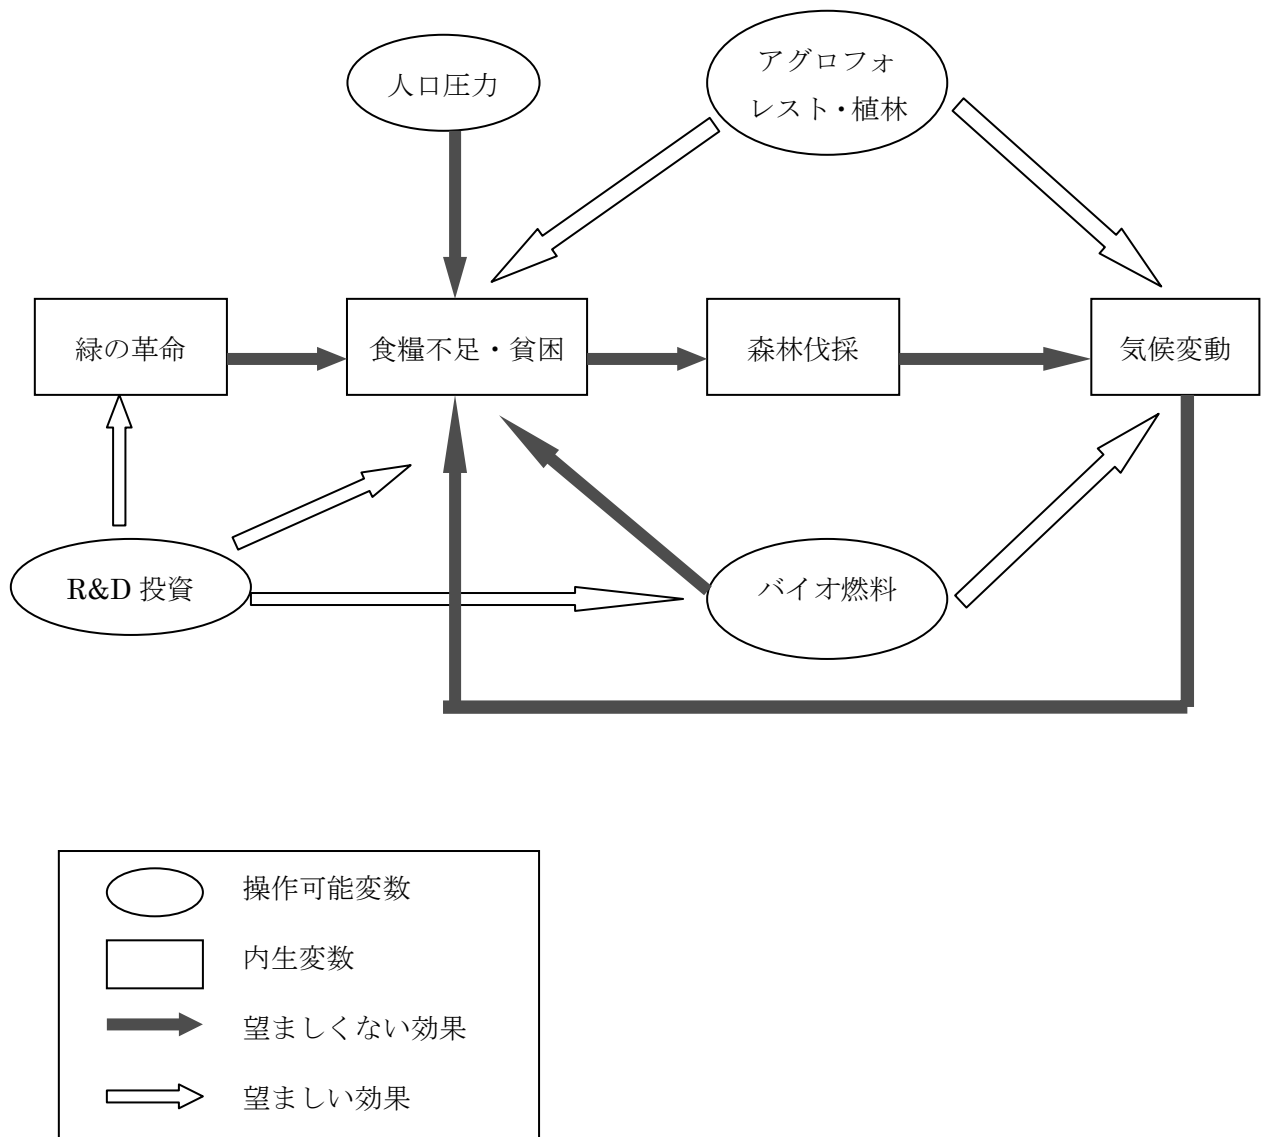 人口圧力
アグロフォ
レスト・植林
緑の革命
食糧不足・貧困
森林伐採
気候変動
R&D 投資
バイオ燃料
操作可能変数
内生変数
望ましくない効果
望ましい効果